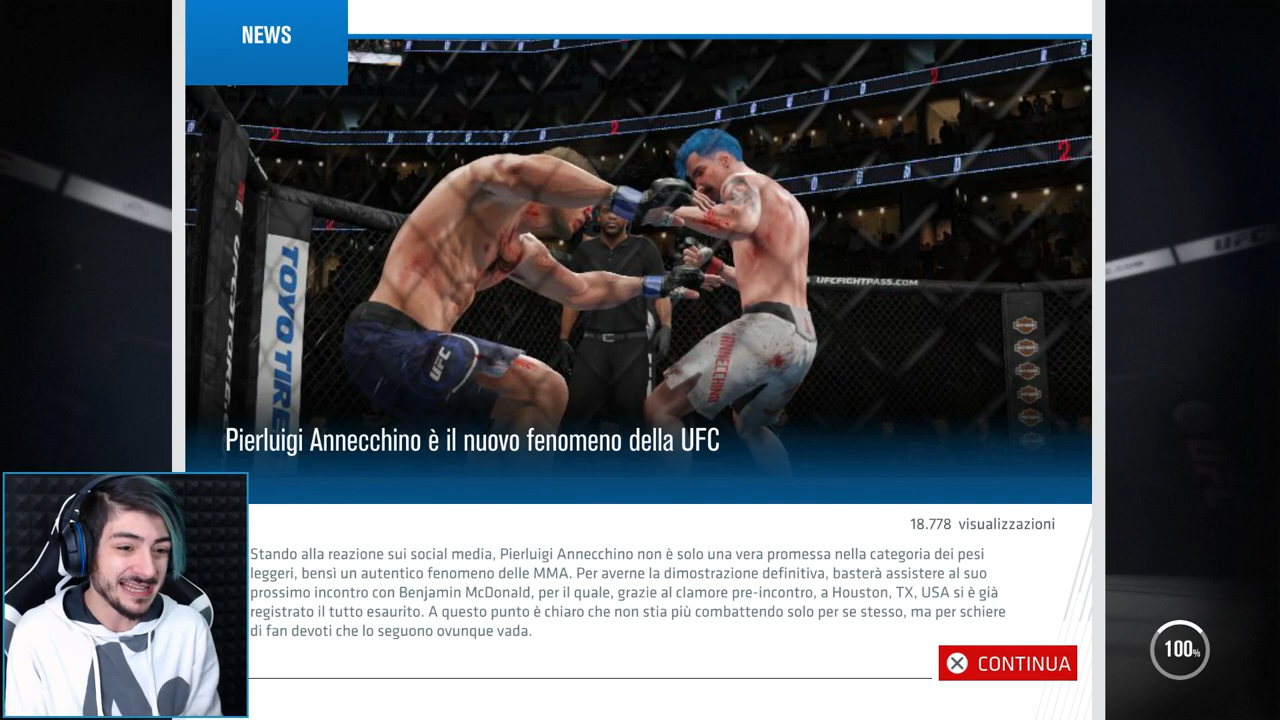 NEWS
TOYO TIRE
UFC
UFCFIGHTPASS.COM
ANNECCHINO
Pierluigi Annecchino è il nuovo fenomeno della UFC
18.778 visualizzazioni
Stando alla reazione sui social media, Pierluigi Annecchino non è solo una vera promessa nella categoria dei pesi
leggeri, bensì un autentico fenomeno delle MMA. Per averne la dimostrazione definitiva, basterà assistere al suo
prossimo incontro con Benjamin McDonald, per il quale, grazie al clamore pre-incontro, a Houston, TX, USA si è già
registrato il tutto esaurito. A questo punto è chiaro che non stia più combattendo solo per se stesso, ma per schiere
di fan devoti che lo seguono ovunque vada.
CONTINUA
100%